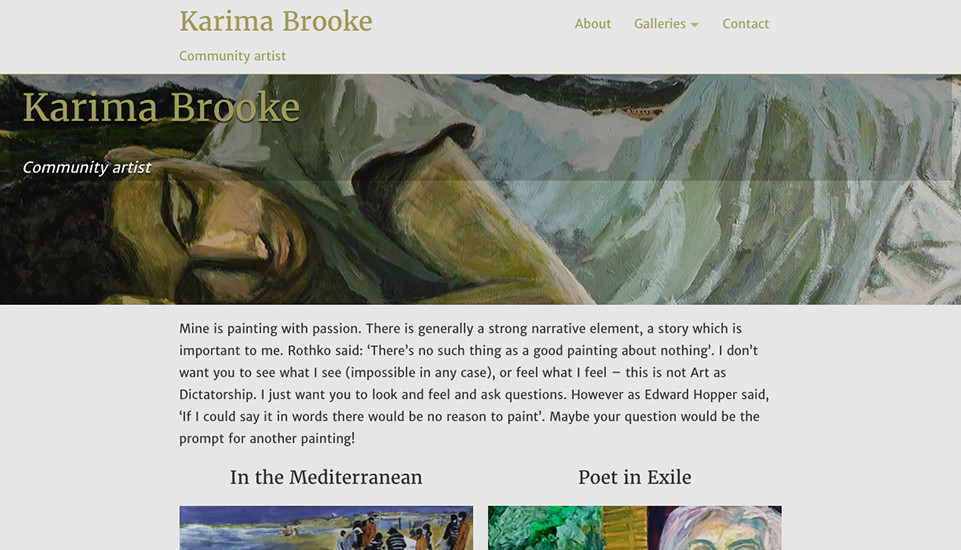 Karima Brooke
About Galleries Contact
Community artist
Karima Brooke
Community artist
Mine is painting with passion. There is generally a strong narrative element, a story which is
important to me. Rothko said: ‘There’s no such thing as a good painting about nothing’. I don’t
want you to see what I see (impossible in any case), or feel what I feel – this is not Art as
Dictatorship. I just want you to look and feel and ask questions. However as Edward Hopper said,
‘If I could say it in words there would be no reason to paint’. Maybe your question would be the
prompt for another painting!
In the Mediterranean
Poet in Exile